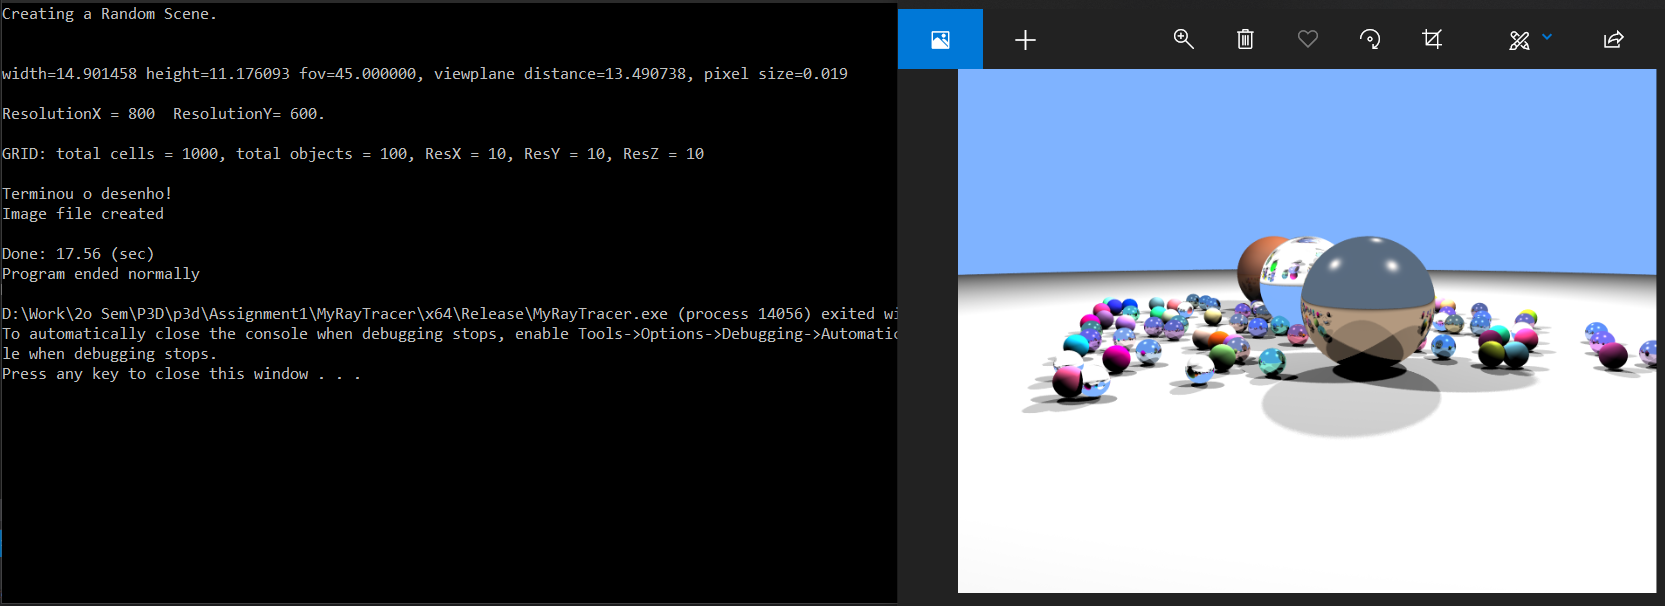 Creating a Random Scene.
width=14.901458 height=11.176093 fov=45.000000, viewplane distance=13.490738, pixel size=0.019
ResolutionX = 800  ResolutionY= 600.
GRID: total cells = 1000, total objects = 100, ResX = 10, ResY = 10, ResZ = 10
Terminou o desenho!
Image file created
Done: 17.56 (sec)
Program ended normally
D:\Work\2o Sem\P3D\p3d\Assignment1\MyRayTracer\x64\Release\MyRayTracer.exe (process 14056) exited wi
To automatically close the console when debugging stops, enable Tools->Options->Debugging->Automatic
le when debugging stops.
Press any key to close this window . . .